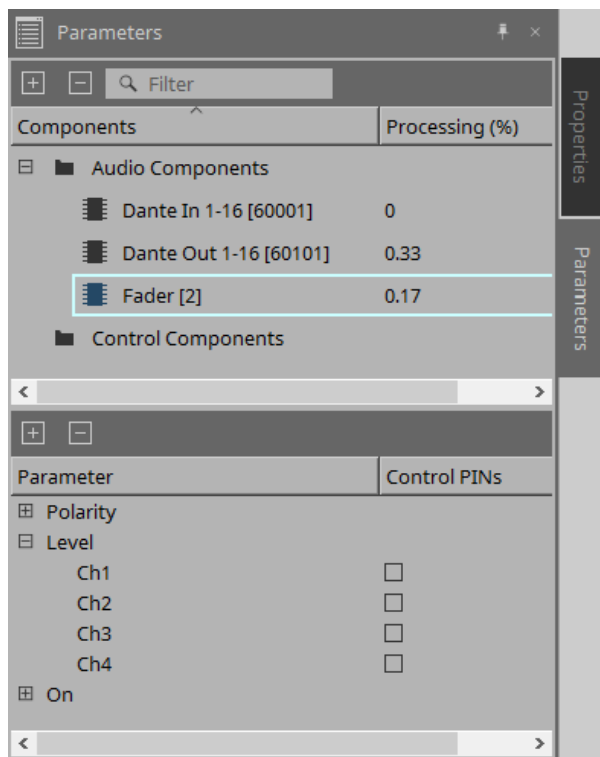 Parameters
Filter
Components Processing (%)
Audio Components
Dante In 1-16 [60001] 0
Dante Out 1-16 [60101] 0.33
Fader [2] 0.17
Control Components
Parameter Control PINs
Polarity
Level
Ch1
Ch2
Ch3
Ch4
On
Properties
Parameters